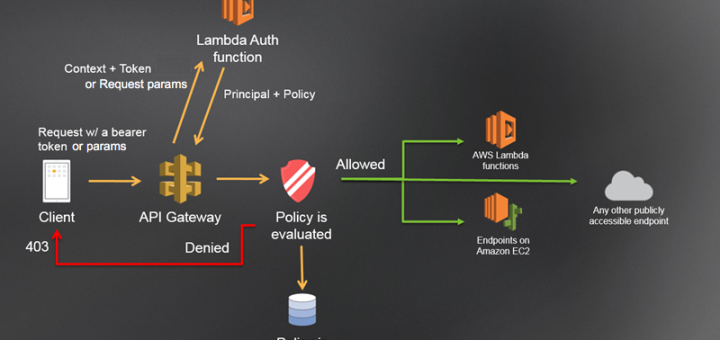 Lambda Auth
function
Context + Token
or Request params
Principal + Policy
Request w/ a bearer
token or params
Client
API Gateway
Policy is
evaluated
Allowed
AWS Lambda
functions
Endpoints on
Amazon EC2
Any other publicly
accessible endpoint
403
Denied